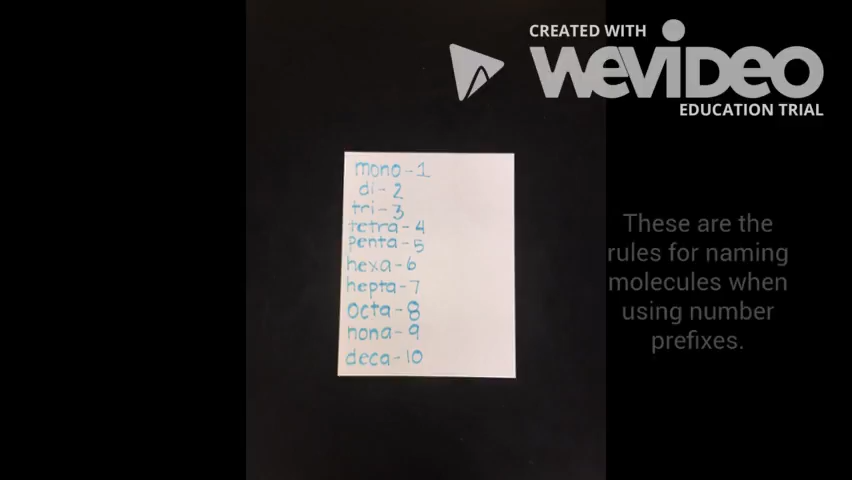 CREATED WITH
WEVIDEO
EDUCATION TRIAL
mono-1
di-2
tri-3
tetra-4
penta-5
hexa-6
hepta-7
octa-8
nona-9
deca-10
These are the
rules for naming
molecules when
using number
prefixes.